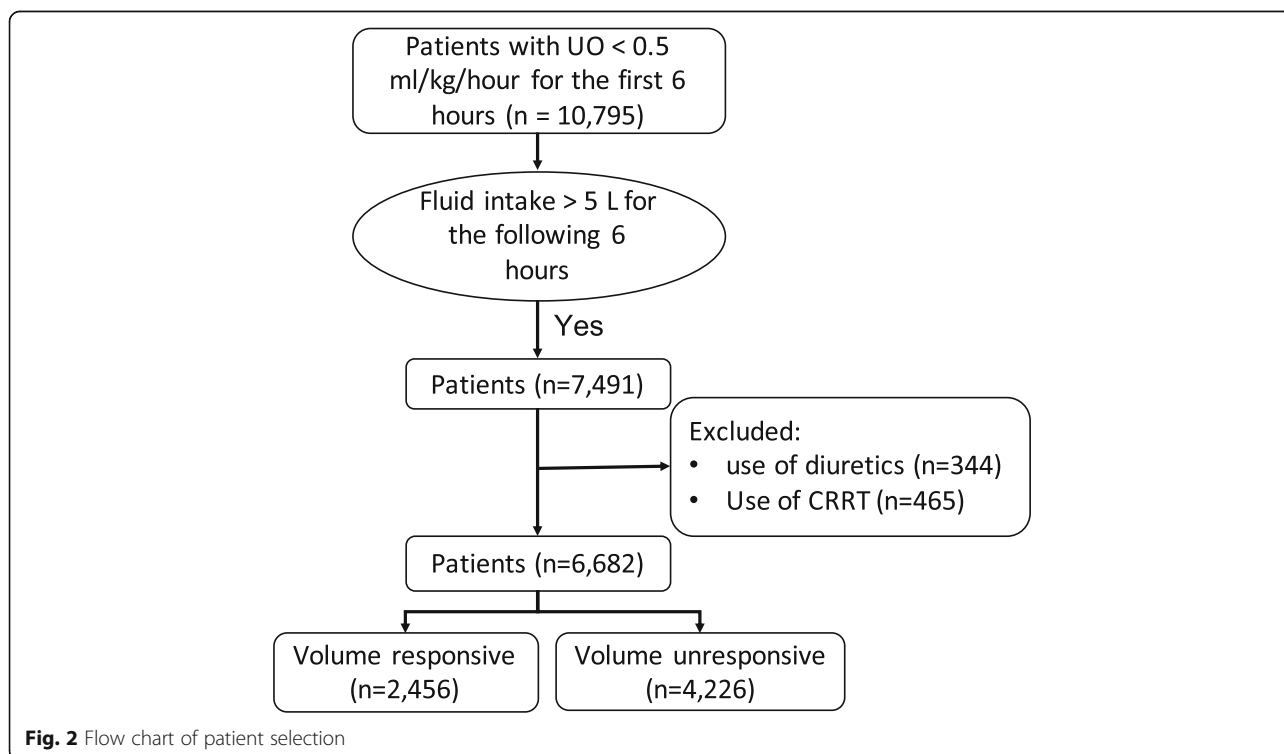 Patients with UO < 0.5
ml/kg/hour for the first 6
hours (n = 10,795)
Fluid intake > 5 L for
the following 6
hours
Yes
Patients (n=7,491)
Excluded:
• use of diuretics (n=344)
• Use of CRRT (n=465)
Patients (n=6,682)
Volume responsive
(n=2,456)
Volume unresponsive
(n=4,226)
Fig. 2 Flow chart of patient selection